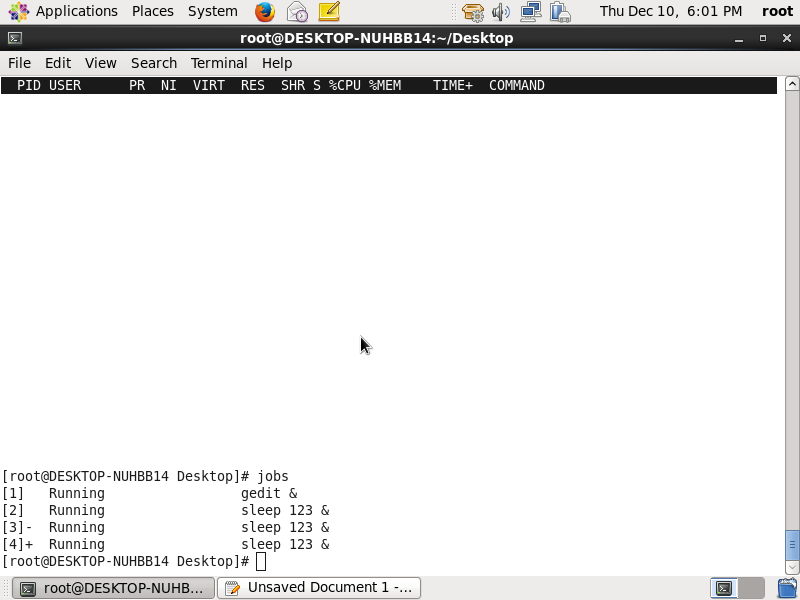 Applications Places System Thu Dec 10, 6:01 PM root
root@DESKTOP-NUHBB14:~/Desktop
File Edit View Search Terminal Help
  PID USER      PR  NI  VIRT  RES  SHR S %CPU %MEM    TIME+  COMMAND
[root@DESKTOP-NUHBB14 Desktop]# jobs
[1]   Running                 gedit &
[2]   Running                 sleep 123 &
[3]-  Running                 sleep 123 &
[4]+  Running                 sleep 123 &
[root@DESKTOP-NUHBB14 Desktop]#
root@DESKTOP-NUHB... Unsaved Document 1 -...